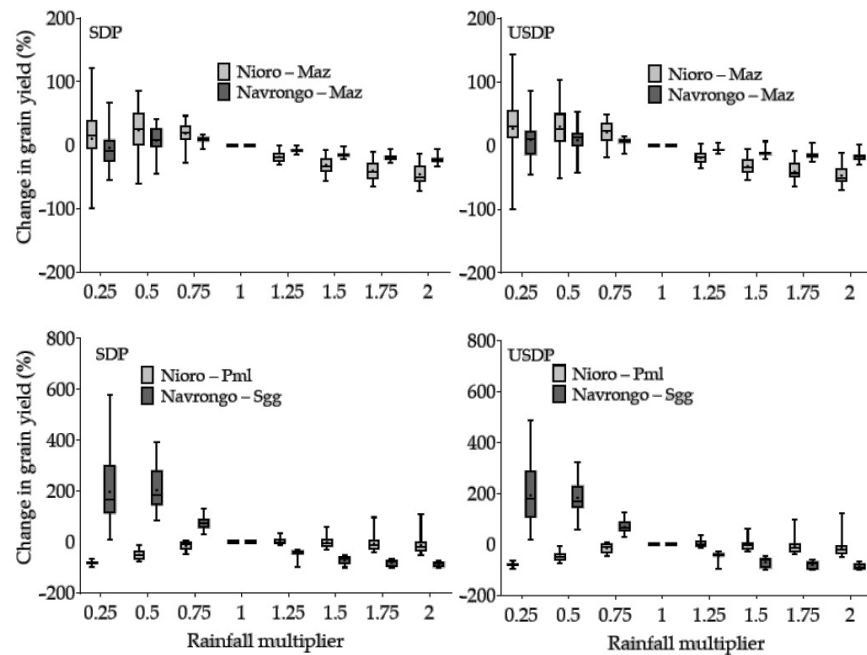 SDP
Nioro – Maz
Navrongo – Maz
Change in grain yield (%)
200
100
0
-100
-200
0.25 0.5 0.75 1 1.25 1.5 1.75 2
USDP
Nioro – Maz
Navrongo – Maz
200
100
0
-100
-200
0.25 0.5 0.75 1 1.25 1.5 1.75 2
SDP
Nioro – Pml
Navrongo – Sgg
Change in grain yield (%)
800
600
400
200
0
-200
0.25 0.5 0.75 1 1.25 1.5 1.75 2
Rainfall multiplier
USDP
Nioro – Pml
Navrongo – Sgg
800
600
400
200
0
-200
0.25 0.5 0.75 1 1.25 1.5 1.75 2
Rainfall multiplier